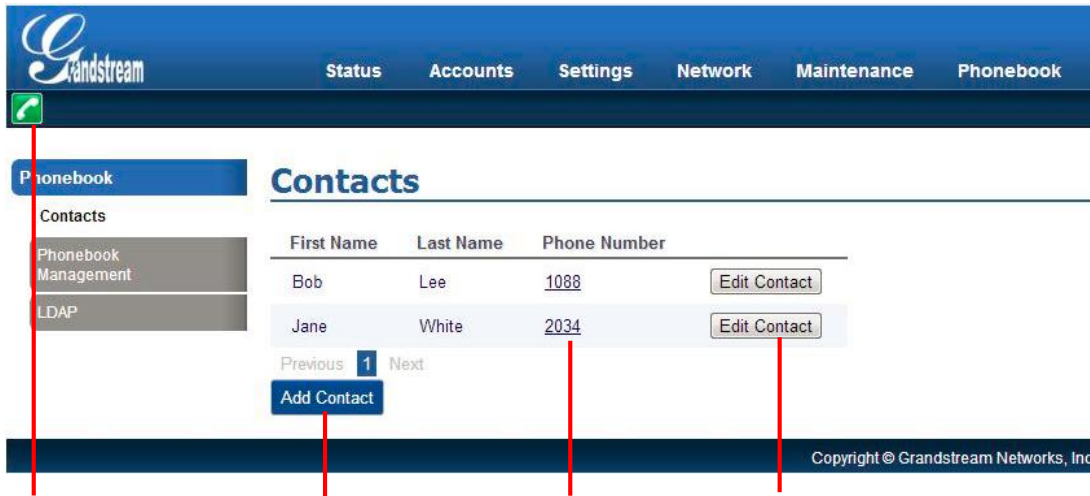 Grandstream
Status Accounts Settings Network Maintenance Phonebook
Phonebook
Contacts
Phonebook
Management
LDAP
Contacts
First Name Last Name Phone Number
Bob Lee 1088 Edit Contact
Jane White 2034 Edit Contact
Previous 1 Next
Add Contact
Copyright © Grandstream Networks, Inc